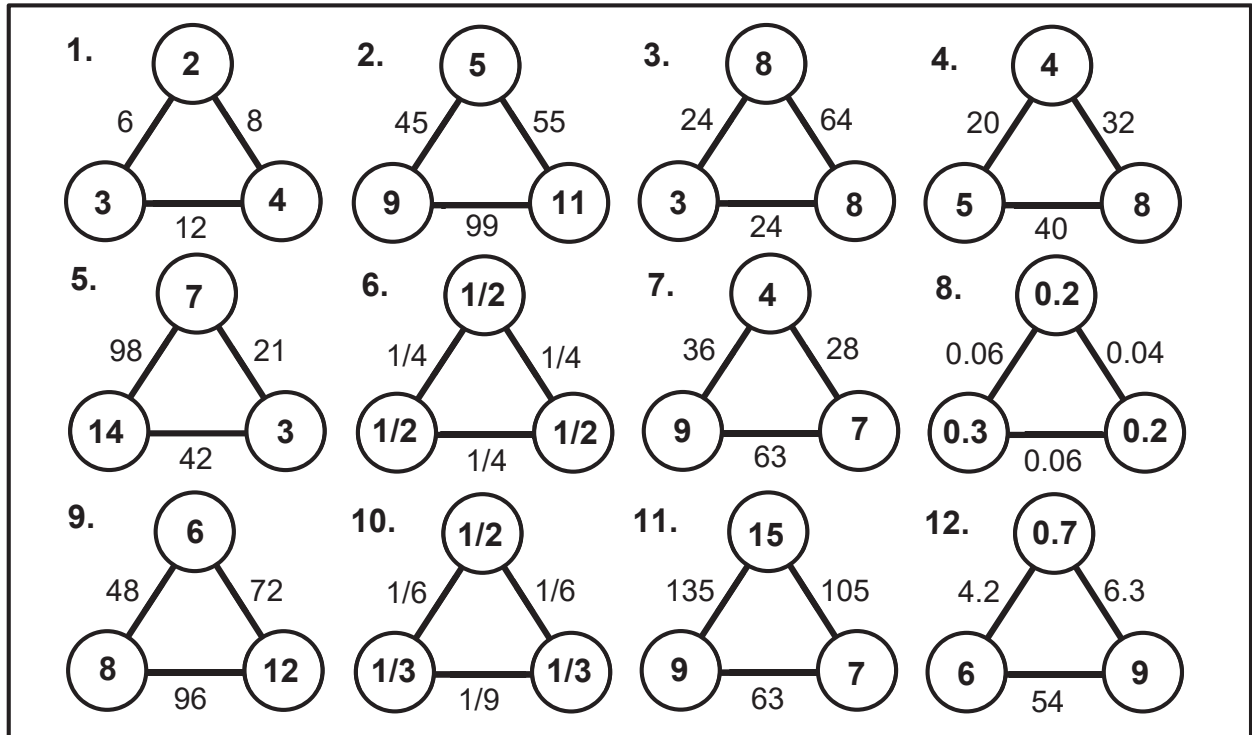 1. 2 2. 5 3. 8 4. 4
6 8 45 55 24 64 20 32
3 4 9 11 3 8 5 8
12 99 24 40
5. 7 6. 1/2 7. 4 8. 0.2
98 21 1/4 1/4 36 28 0.06 0.04
14 3 1/2 1/2 9 7 0.3 0.2
42 1/4 63 0.06
9. 6 10. 1/2 11. 15 12. 0.7
48 72 1/6 1/6 135 105 4.2 6.3
8 12 1/3 1/3 9 7 6 9
96 1/9 63 54